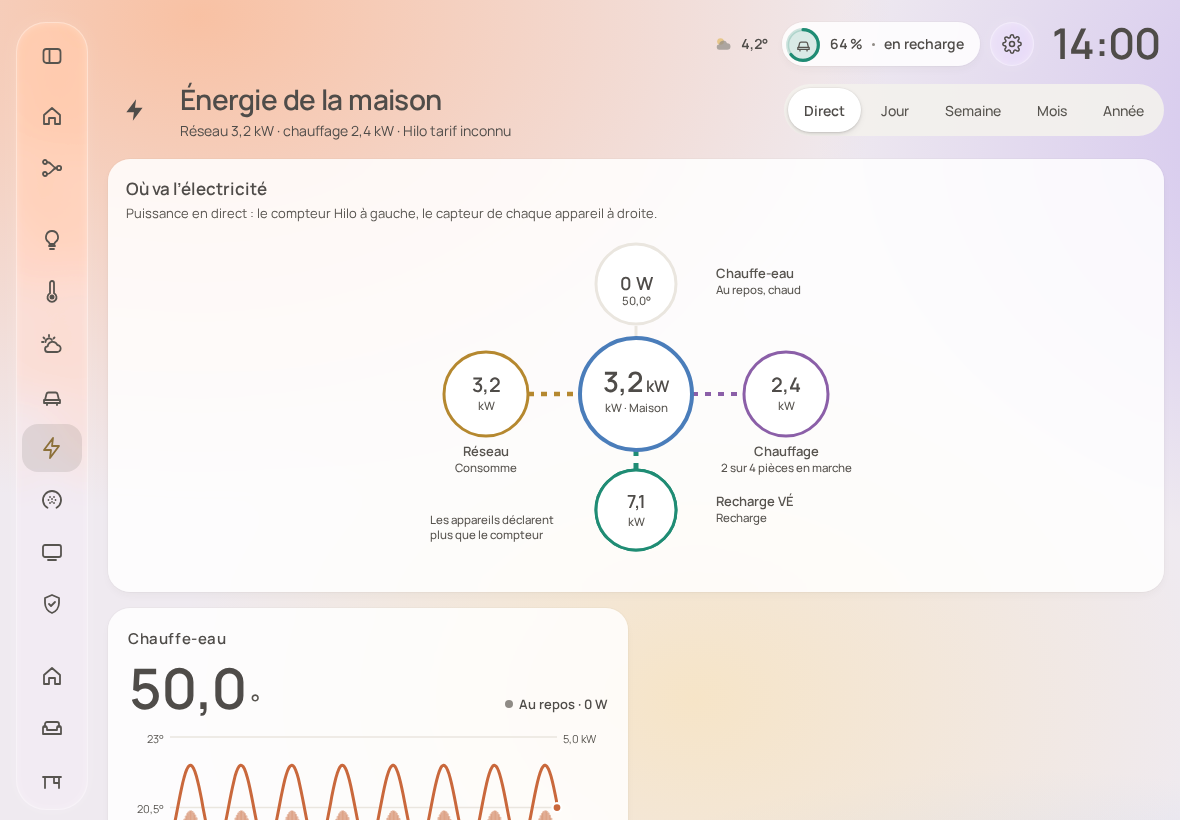 4,2°
64 % • en recharge
14:00
Énergie de la maison
Réseau 3,2 kW · chauffage 2,4 kW · Hilo tarif inconnu
Direct
Jour
Semaine
Mois
Année
Où va l’électricité
Puissance en direct : le compteur Hilo à gauche, le capteur de chaque appareil à droite.
0 W
50,0°
Chauffe-eau
Au repos, chaud
3,2
kW
Réseau
Consomme
3,2 kW
kW · Maison
2,4
kW
Chauffage
2 sur 4 pièces en marche
7,1
kW
Recharge VÉ
Recharge
Les appareils déclarent
plus que le compteur
Chauffe-eau
50,0°
Au repos · 0 W
23°
5,0 kW
20,5°